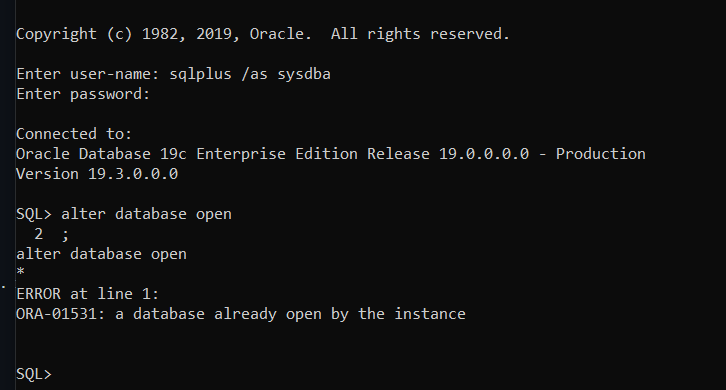 Copyright (c) 1982, 2019, Oracle.  All rights reserved.
Enter user-name: sqlplus /as sysdba
Enter password:
Connected to:
Oracle Database 19c Enterprise Edition Release 19.0.0.0.0 - Production
Version 19.3.0.0.0
SQL> alter database open
  2  ;
alter database open
*
ERROR at line 1:
ORA-01531: a database already open by the instance
SQL>